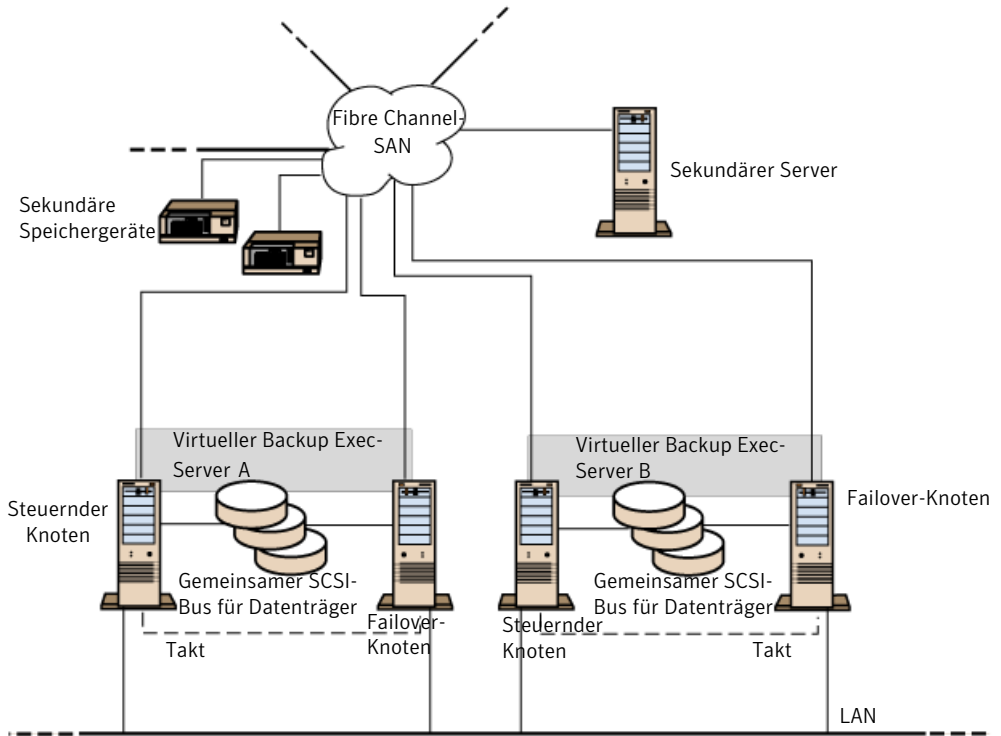 Fibre Channel-
SAN
Sekundärer Server
Sekundäre
Speichergeräte
Virtueller Backup Exec-
Server A
Virtueller Backup Exec-
Server B
Steuernder
Knoten
Failover-Knoten
Gemeinsamer SCSI-
Bus für Datenträger
Gemeinsamer SCSI-
Bus für Datenträger
Failover-
Knoten
Steuernder
Knoten
Takt
Takt
LAN